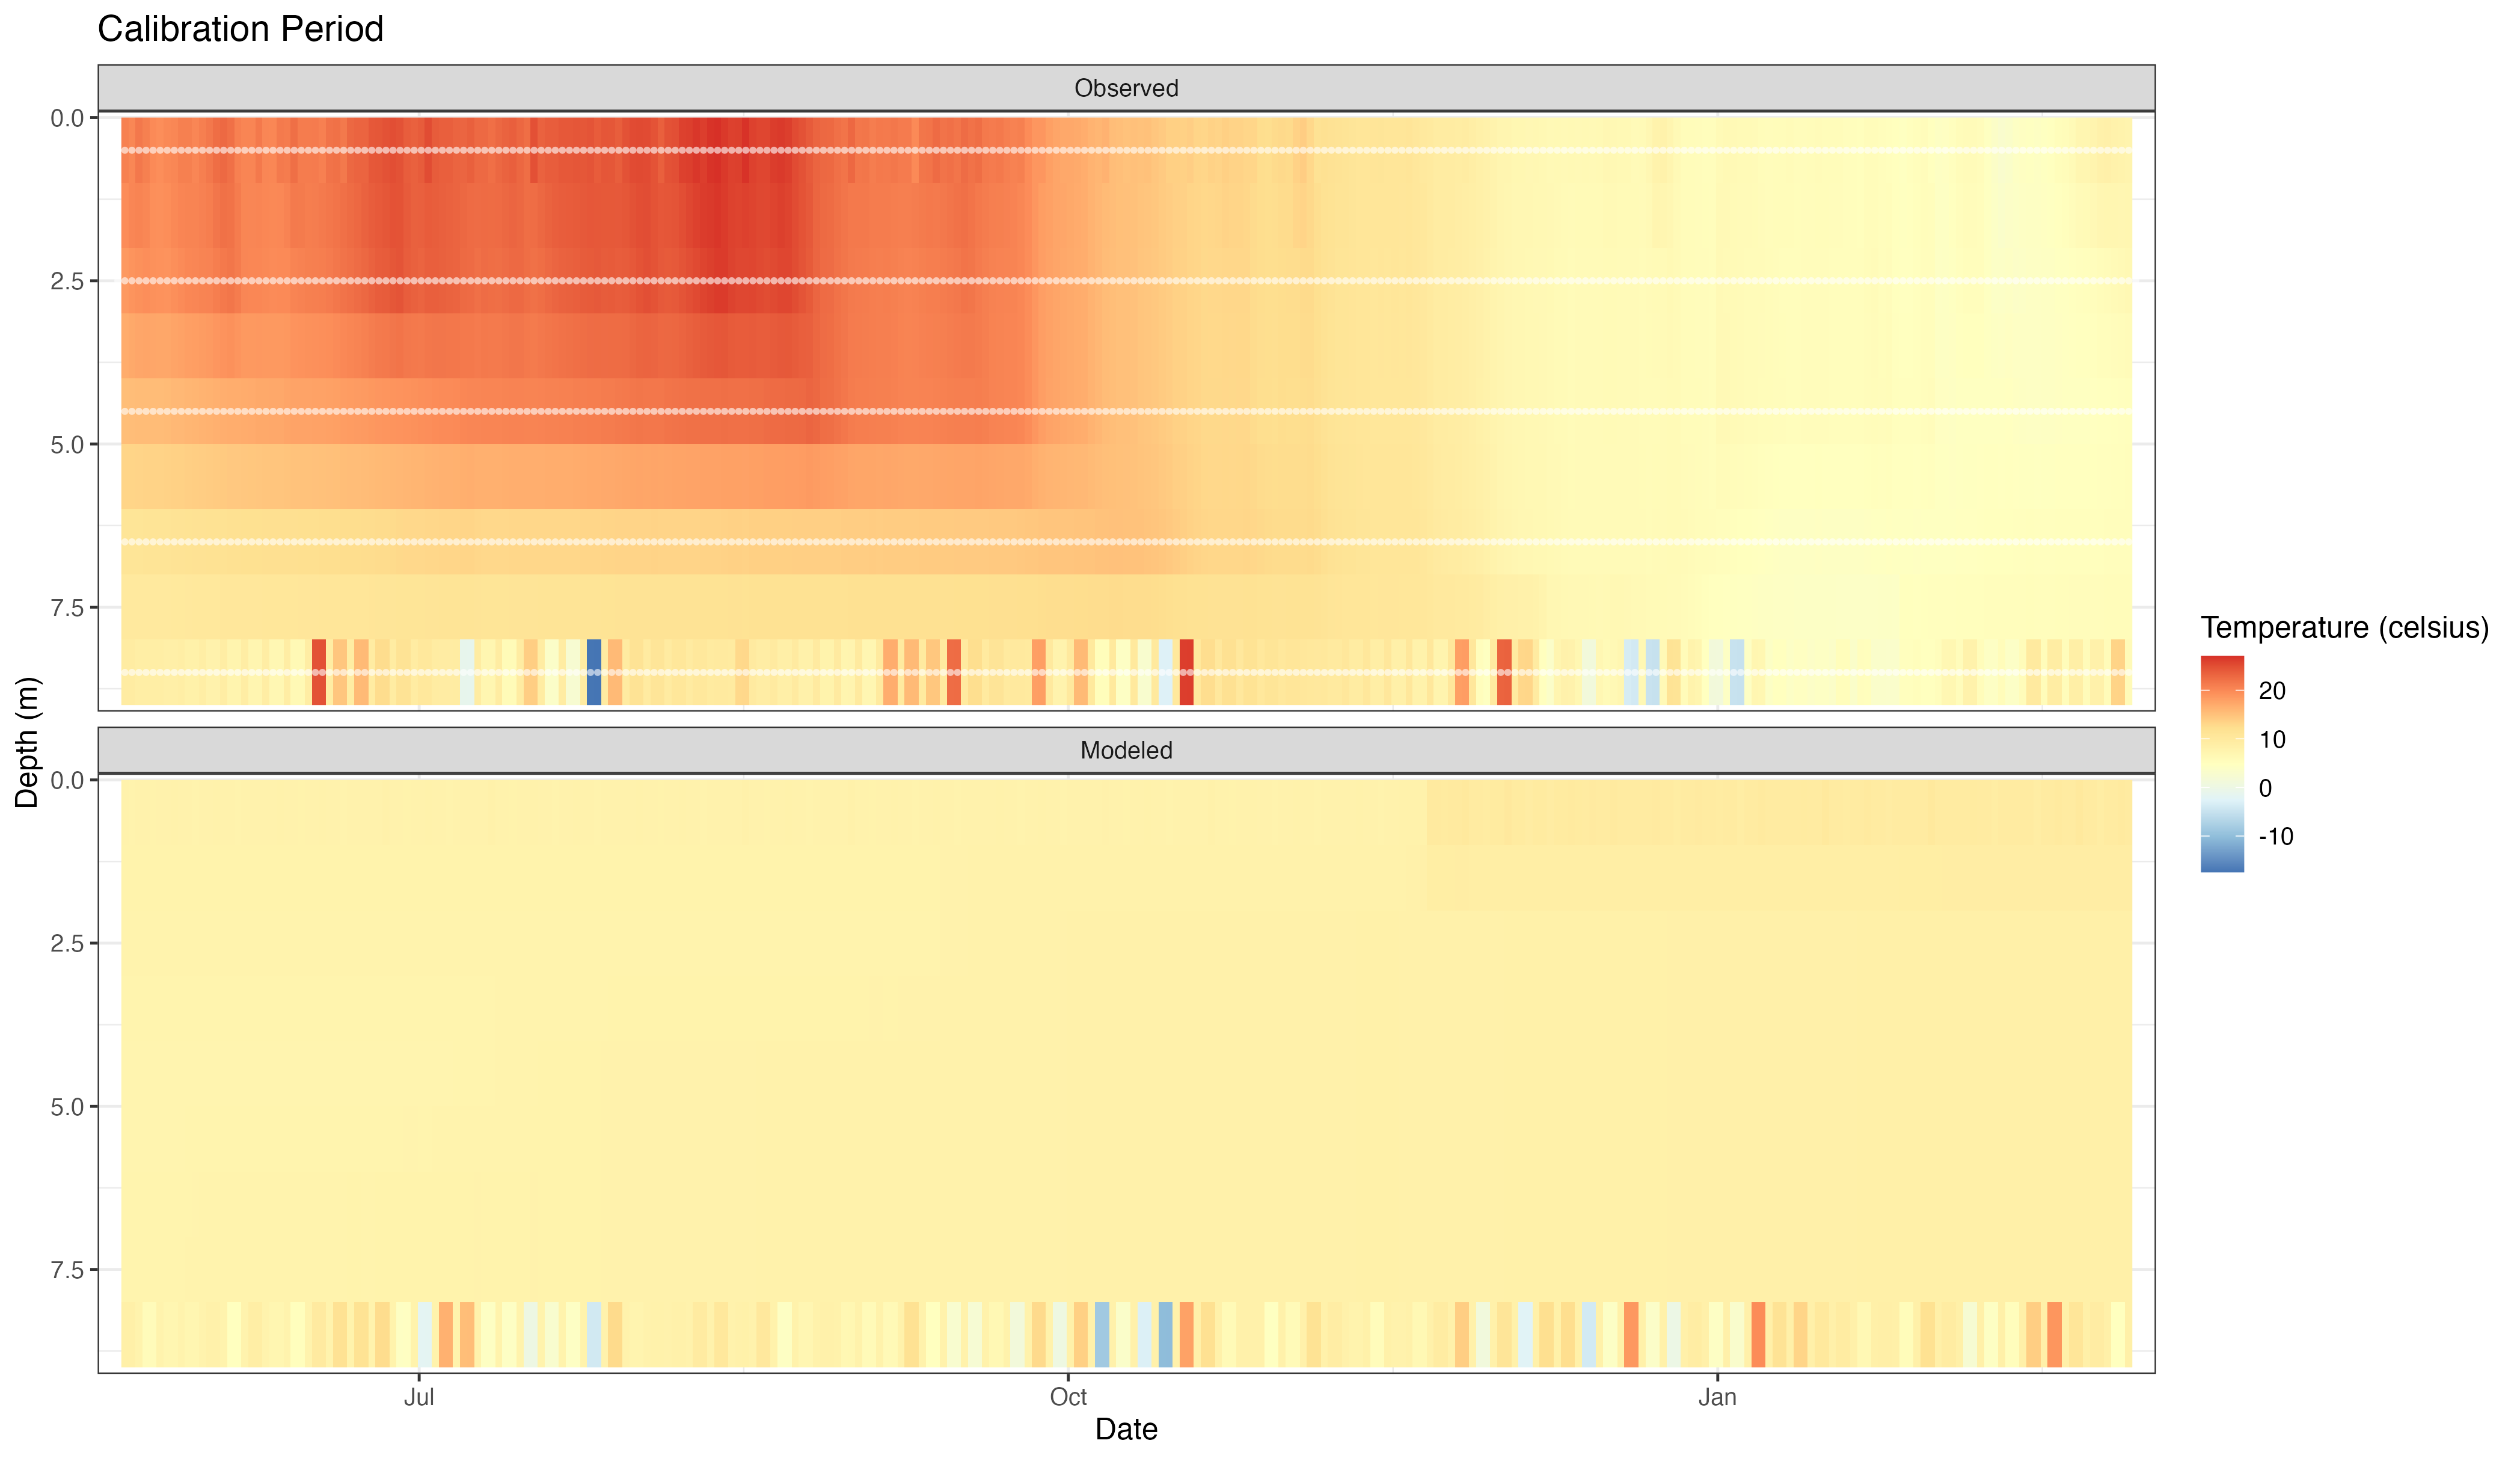 Calibration Period
Observed
0.0
2.5
5.0
7.5
Depth (m)
Modeled
0.0
2.5
5.0
7.5
Jul
Oct
Jan
Date
Temperature (celsius)
20
10
0
-10